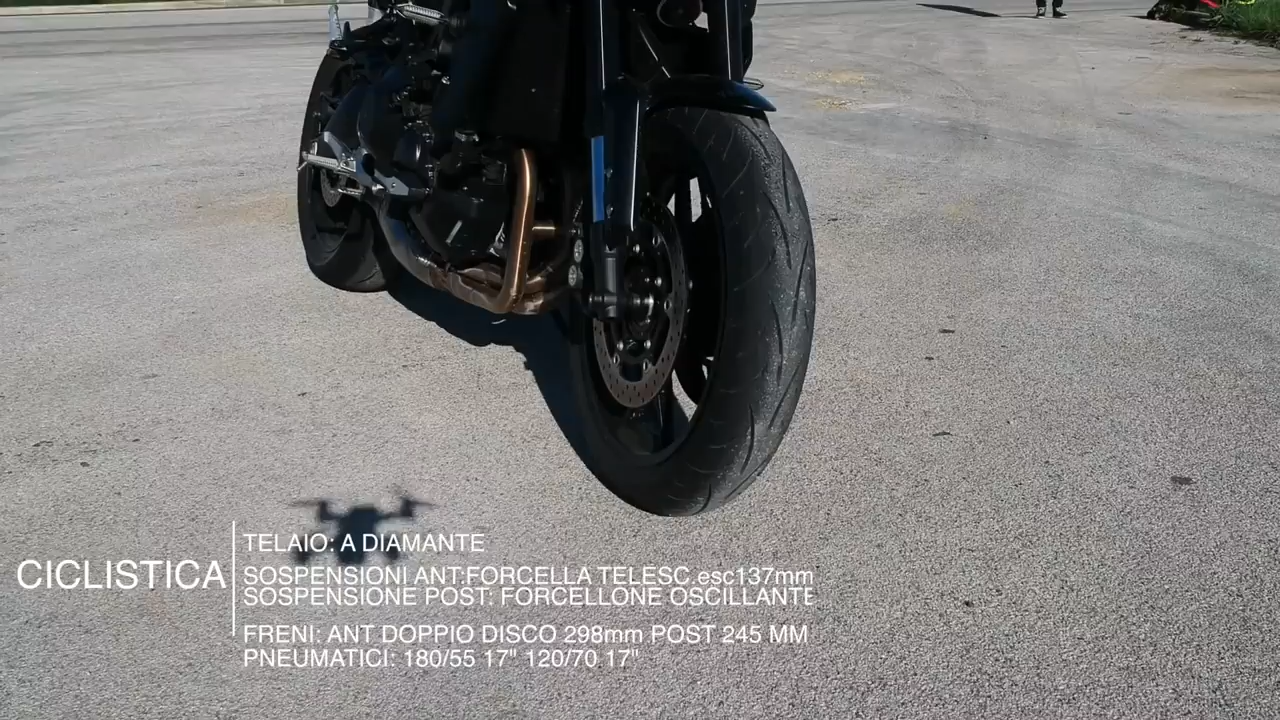 CICLISTICA
TELAIO: A DIAMANTE
SOSPENSIONI ANT:FORCELLA TELESC.esc137mm
SOSPENSIONE POST: FORCELLONE OSCILLANTE
FRENI: ANT DOPPIO DISCO 298mm POST 245 MM
PNEUMATICI: 180/55 17" 120/70 17"